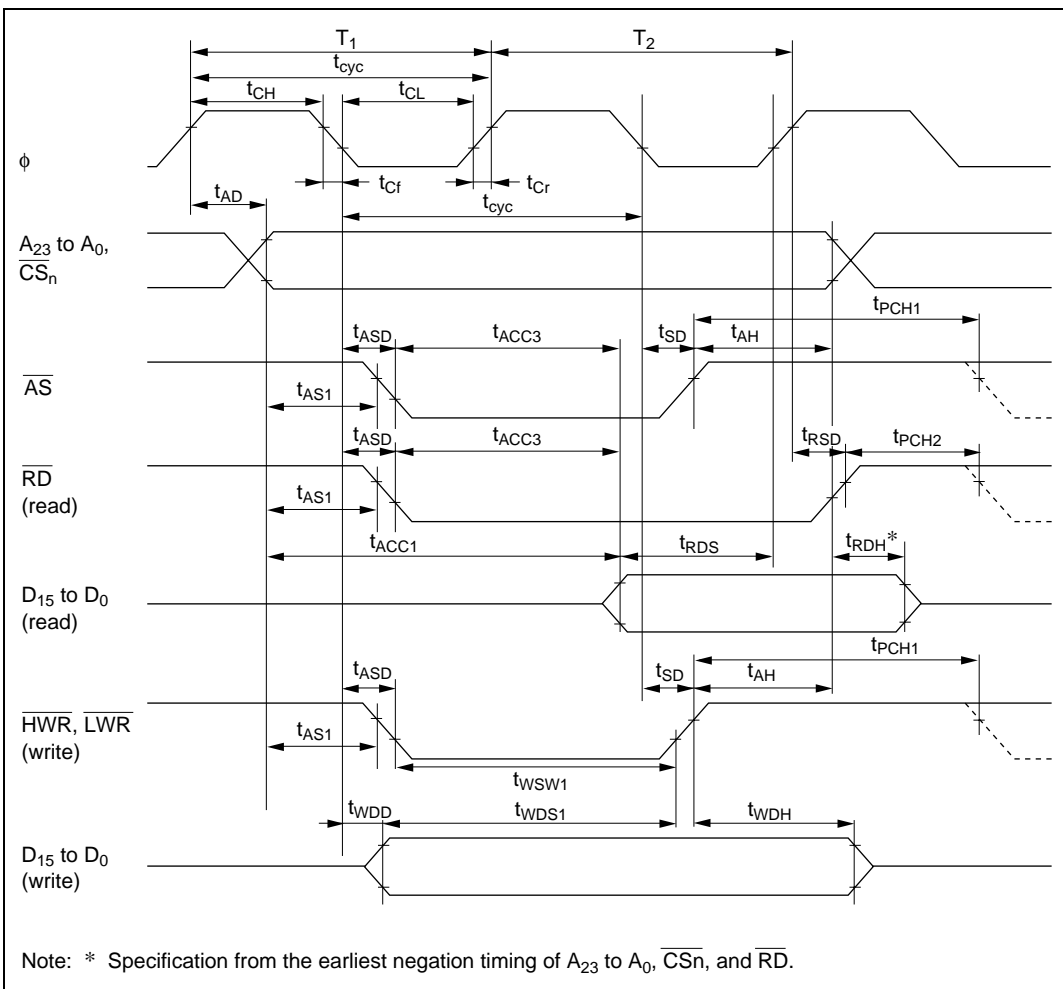 T1 T2
tcyc
tCH tCL
ϕ
tCf tCr
tAD
tcyc
A23 to A0,
CSn
tPCH1
tASD tACC3 tSD tAH
AS
tAS1
tASD tACC3 tRSD tPCH2
RD
(read)
tAS1
tACC1 tRDS tRDH*
D15 to D0
(read)
tPCH1
tASD tSD tAH
HWR, LWR
(write)
tAS1
tWSW1
tWDD tWDS1 tWDH
D15 to D0
(write)
Note: * Specification from the earliest negation timing of A23 to A0, CSn, and RD.